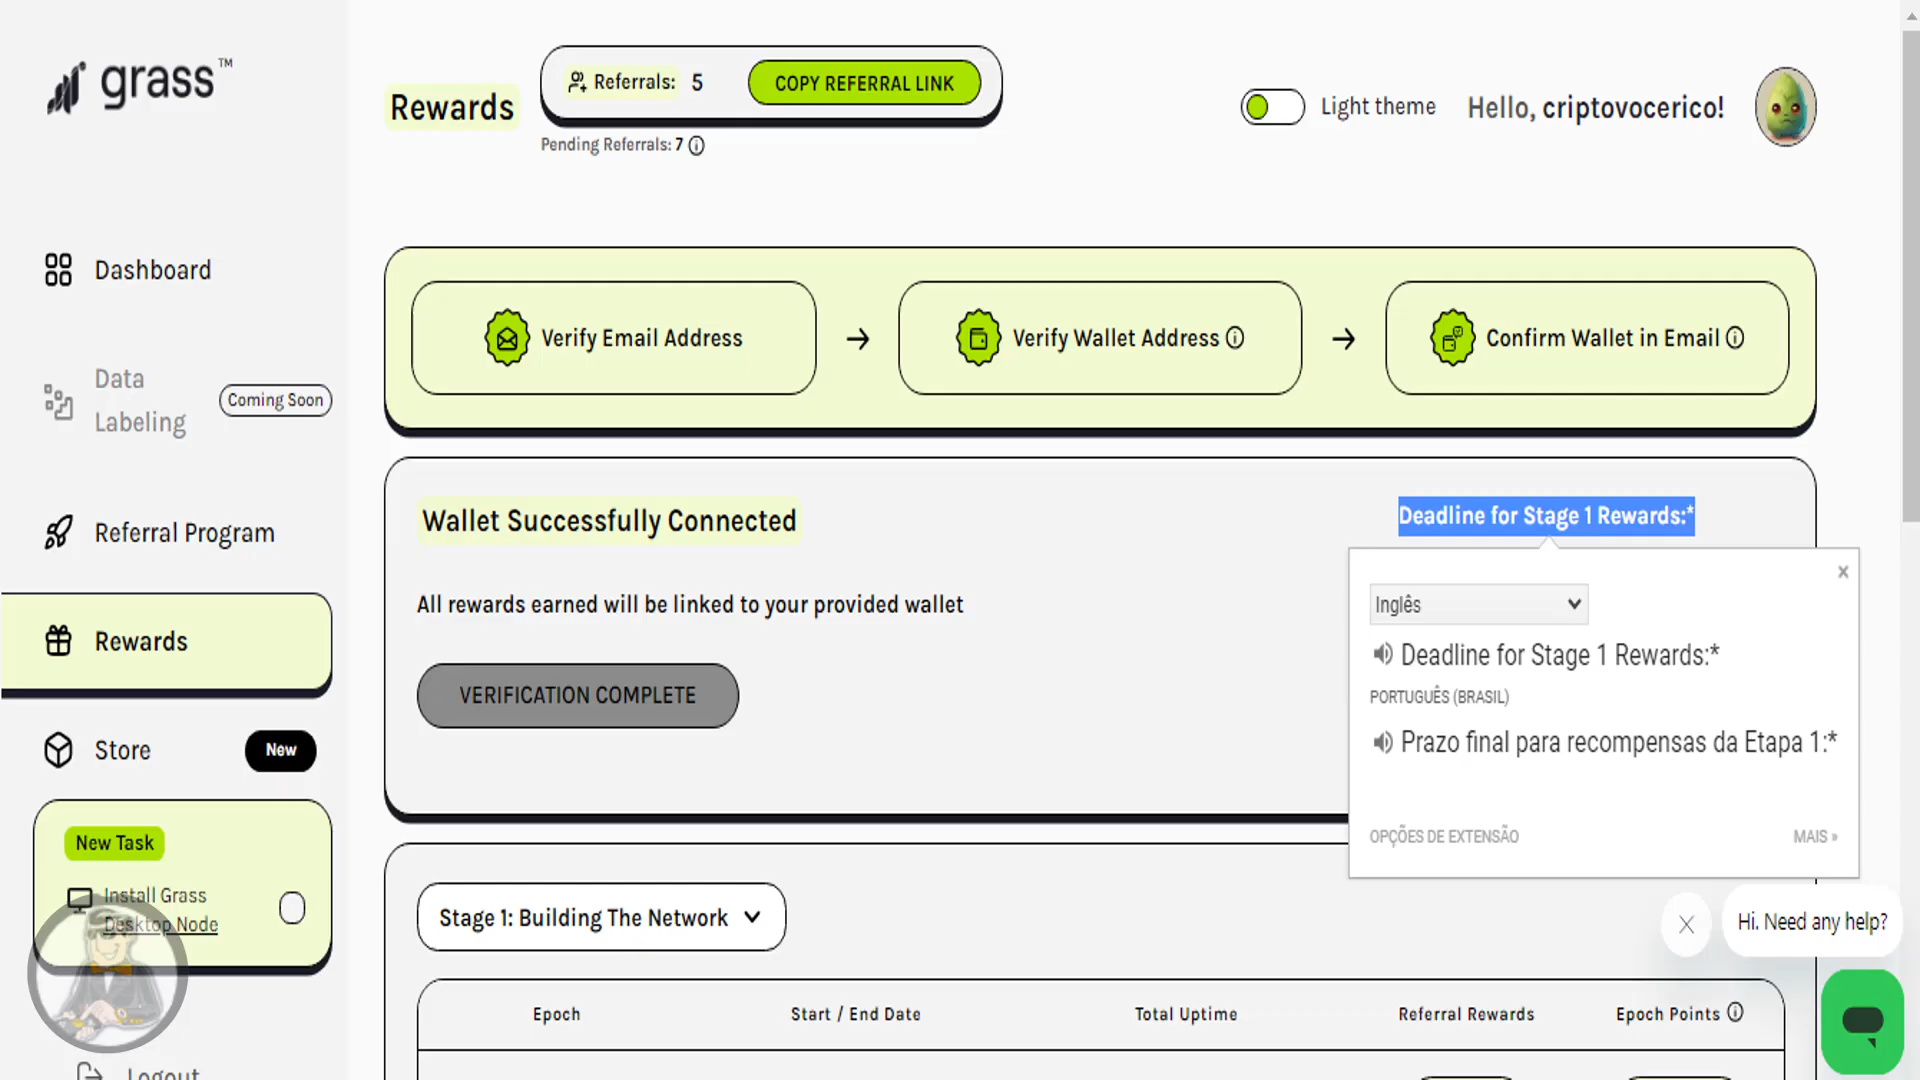 grass™
Rewards
Referrals: 5
COPY REFERRAL LINK
Pending Referrals: 7
Light theme
Hello, criptovocerico!
Dashboard
Data
Labeling
Coming Soon
Referral Program
Rewards
Store
New
New Task
Install Grass
Desktop Node
Logout
Verify Email Address
Verify Wallet Address
Confirm Wallet in Email
Wallet Successfully Connected
All rewards earned will be linked to your provided wallet
VERIFICATION COMPLETE
Deadline for Stage 1 Rewards:*
Inglês
Deadline for Stage 1 Rewards:*
PORTUGUÊS (BRASIL)
Prazo final para recompensas da Etapa 1:*
OPÇÕES DE EXTENSÃO
MAIS »
Stage 1: Building The Network
Hi. Need any help?
Epoch
Start / End Date
Total Uptime
Referral Rewards
Epoch Points